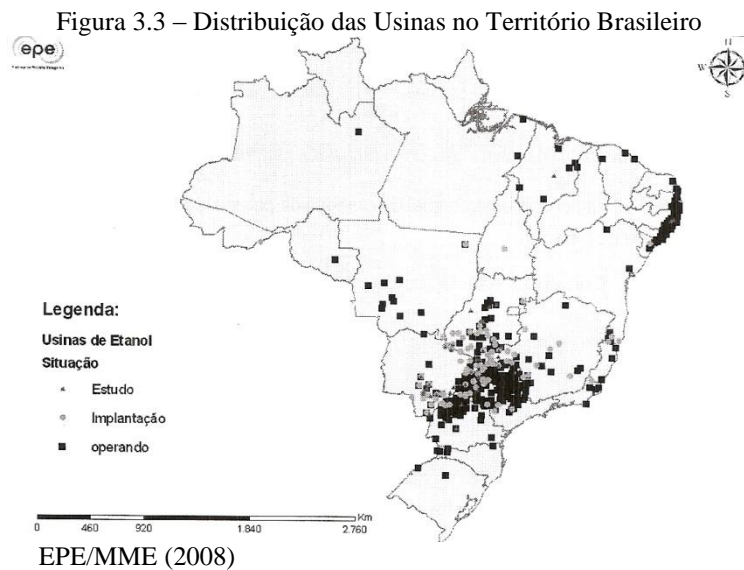 Figura 3.3 – Distribuição das Usinas no Território Brasileiro
epe
N
W
S
Legenda:
Usinas de Etanol
Situação
Estudo
Implantação
operando
Km
0 460 920 1.840 2.760
EPE/MME (2008)